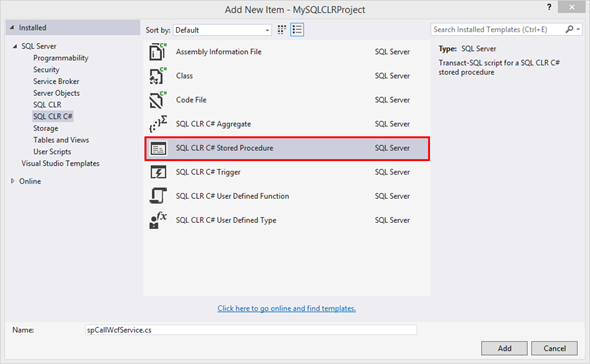 Add New Item - MySQLCLRProject
? ×
Installed
Sort by: Default
Search Installed Templates (Ctrl+E)
SQL Server
Programmability
Security
Service Broker
Server Objects
SQL CLR
SQL CLR C#
Storage
Tables and Views
User Scripts
Visual Studio Templates
Online
Assembly Information File SQL Server
Class SQL Server
Code File SQL Server
SQL CLR C# Aggregate SQL Server
SQL CLR C# Stored Procedure SQL Server
SQL CLR C# Trigger SQL Server
SQL CLR C# User Defined Function SQL Server
SQL CLR C# User Defined Type SQL Server
Type: SQL Server
Transact-SQL script for a SQL CLR C#
stored procedure
Click here to go online and find templates.
Name: spCallWcfService.cs
Add Cancel